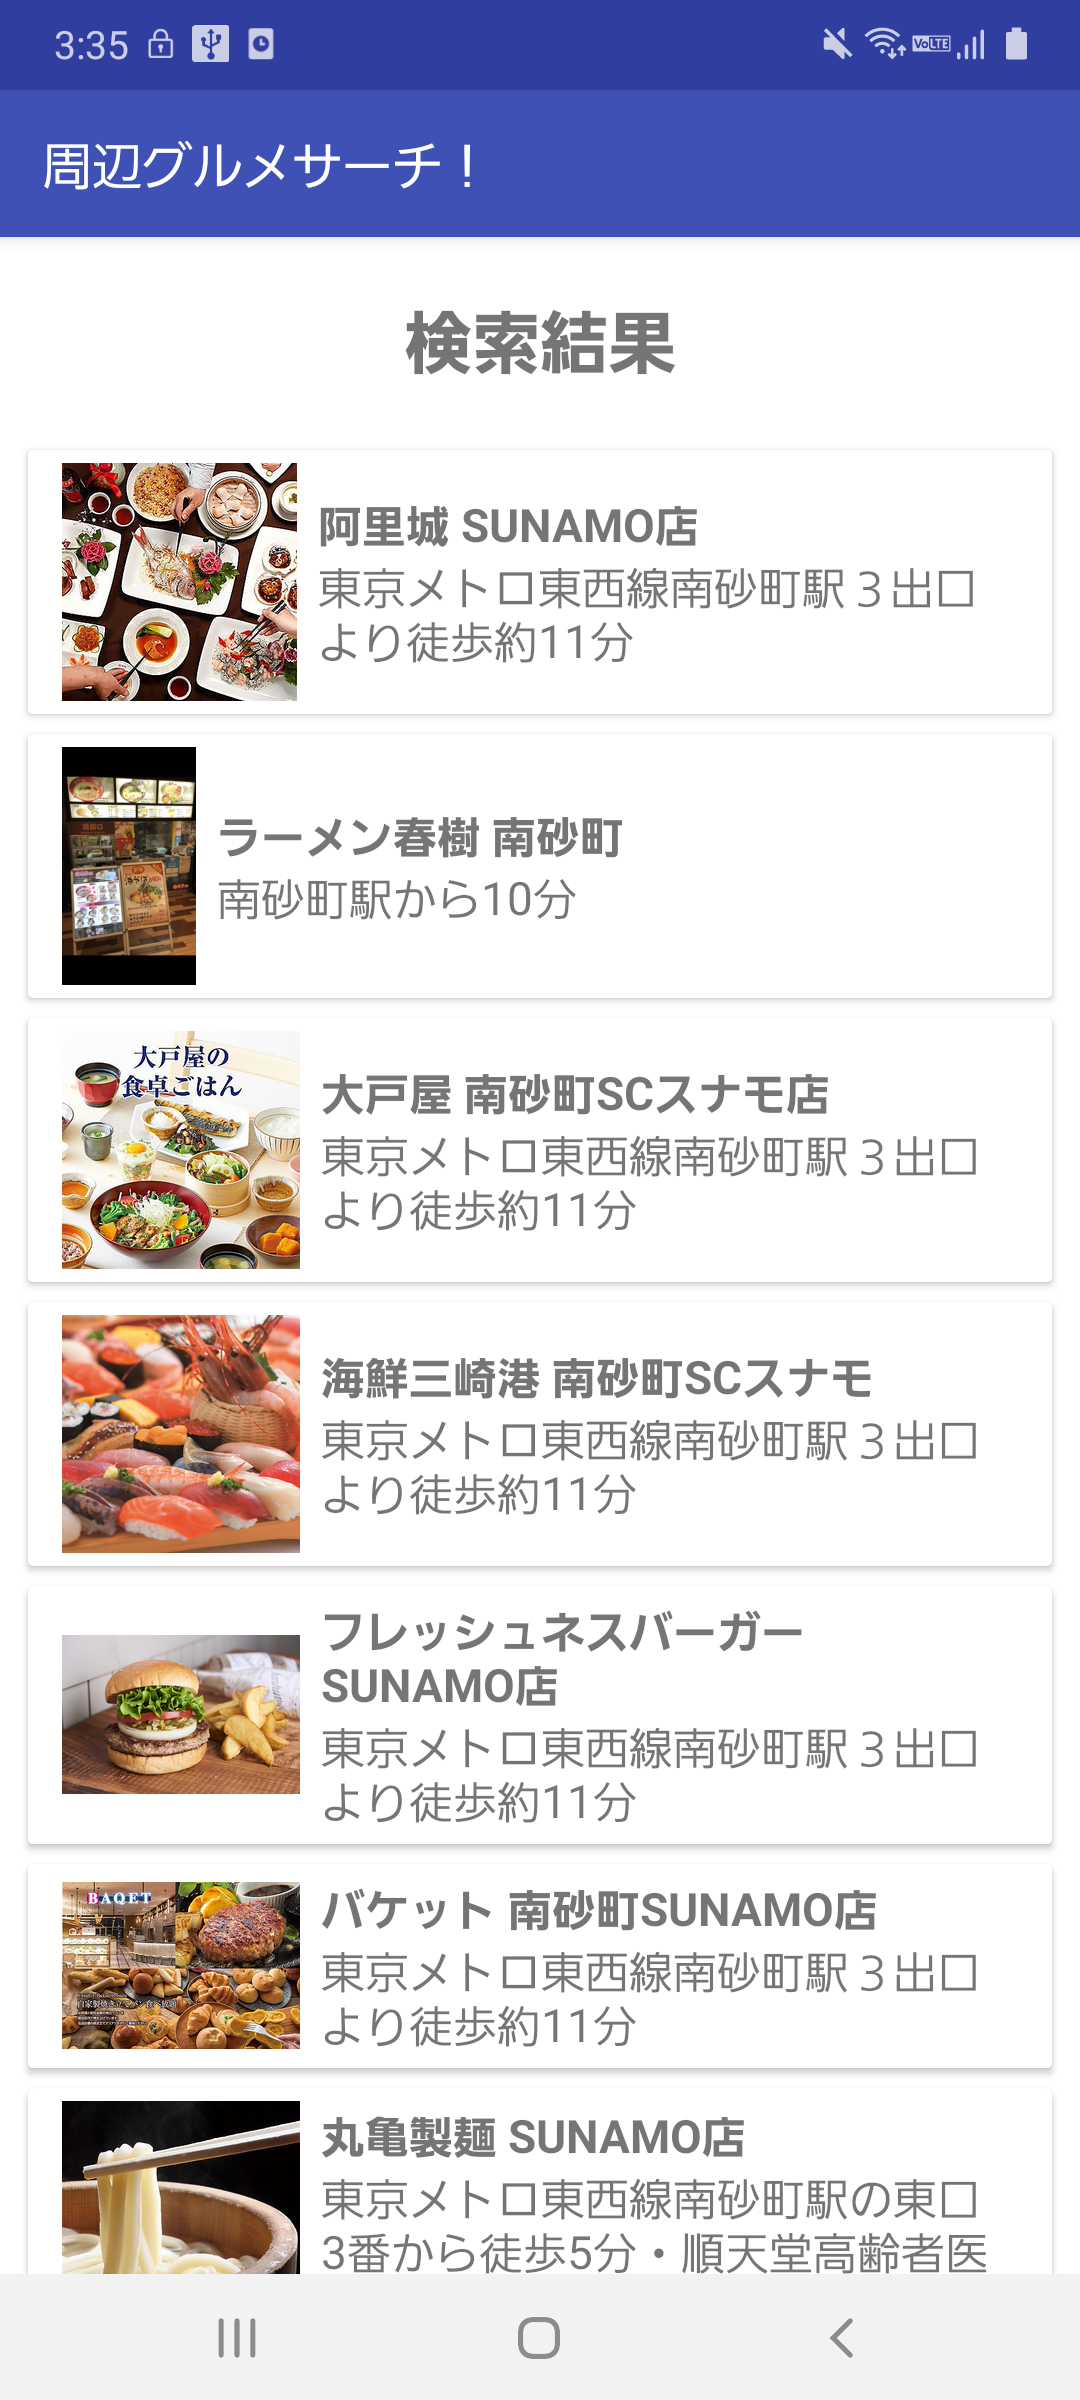 3:35
VoLTE
周辺グルメサーチ！
検索結果
阿里城 SUNAMO店
東京メトロ東西線南砂町駅３出口
より徒歩約11分
ラーメン春樹 南砂町
南砂町駅から10分
大戸屋の
食卓ごはん
大戸屋 南砂町SCスナモ店
東京メトロ東西線南砂町駅３出口
より徒歩約11分
海鮮三崎港 南砂町SCスナモ
東京メトロ東西線南砂町駅３出口
より徒歩約11分
フレッシュネスバーガー
SUNAMO店
東京メトロ東西線南砂町駅３出口
より徒歩約11分
BAQET
バケット 南砂町SUNAMO店
東京メトロ東西線南砂町駅３出口
より徒歩約11分
丸亀製麺 SUNAMO店
東京メトロ東西線南砂町駅の東口
3番から徒歩5分・順天堂高齢者医